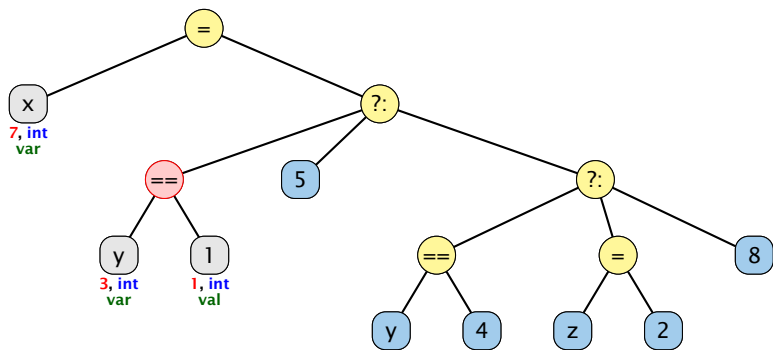 =
x
?:
7, int
var
==
5
?:
y
1
==
=
8
3, int
var
1, int
val
y
4
z
2